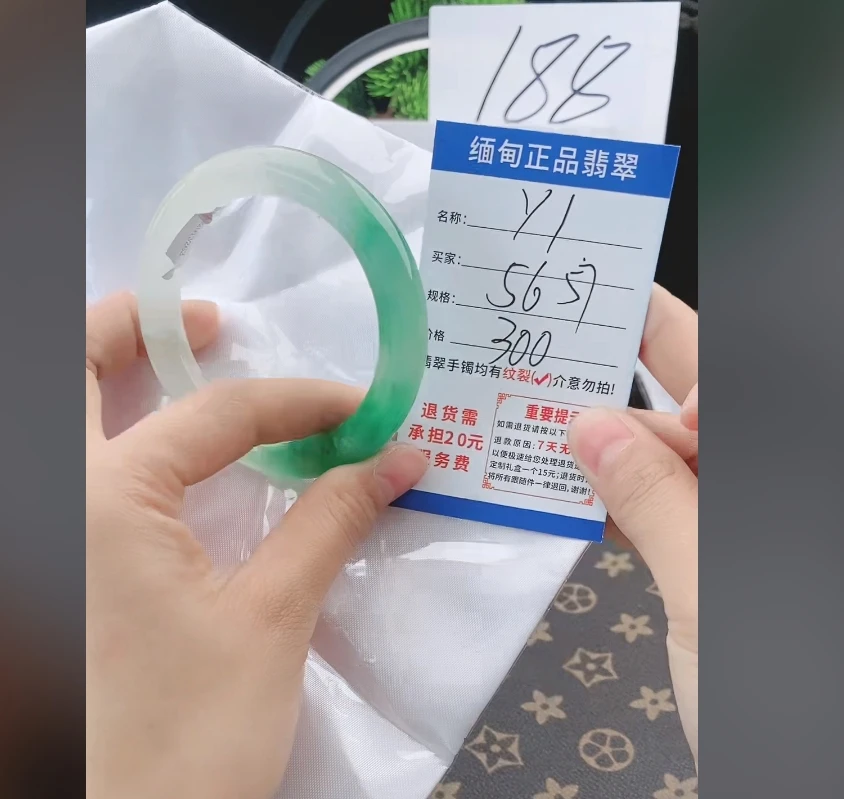 188
缅甸正品翡翠
名称: Y1
买家:
规格: 56
价格 300
翡翠手镯均有纹裂(✓)介意勿拍!
退货需
承担20元
服务费
重要提示
如需退货请按以下
退款原因:7天无
以便极速给您处理退货
定制礼盒一个15元;退货时
将所有跟随件一律退回,谢谢!